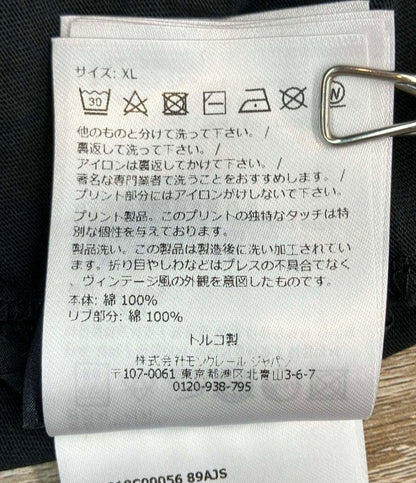 サイズ: XL
30
W
他のものと分けて洗って下さい。/
裏返して洗って下さい。/
アイロンは裏返してかけて下さい。/
著名な専門業者で洗うことをおすすめします。/
プリント部分にはアイロンがけしないで下さい。
プリント製品。このプリントの独特なタッチは特
別な個性を与えております。
製品洗い。この製品は製造後に洗い加工されてい
ます。折り目やしわなどはプレスの不具合でなく
、ヴィンテージ風の外観を意図したものです。
本体: 綿 100%
リブ部分: 綿 100%
トルコ製
株式会社モンクレール ジャパン
〒107-0061 東京都港区北青山3-6-7
0120-938-795
89AJS